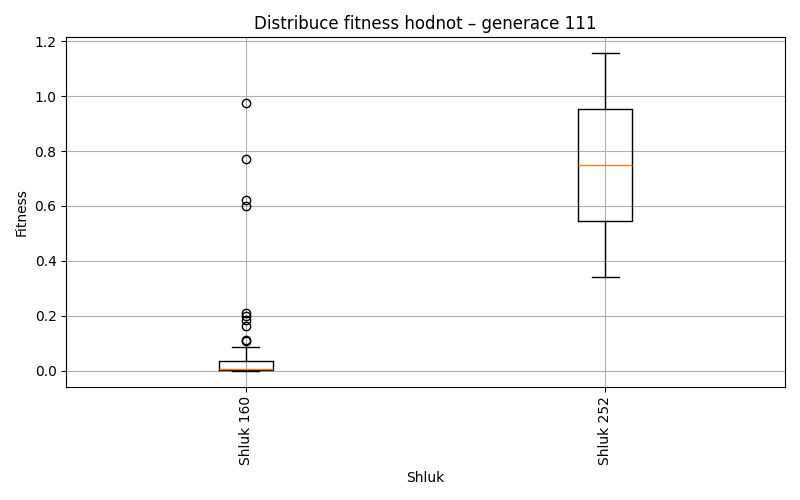 Distribuce fitness hodnot – generace 111
Fitness
1.2
1.0
0.8
0.6
0.4
0.2
0.0
Shluk 160
Shluk 252
Shluk